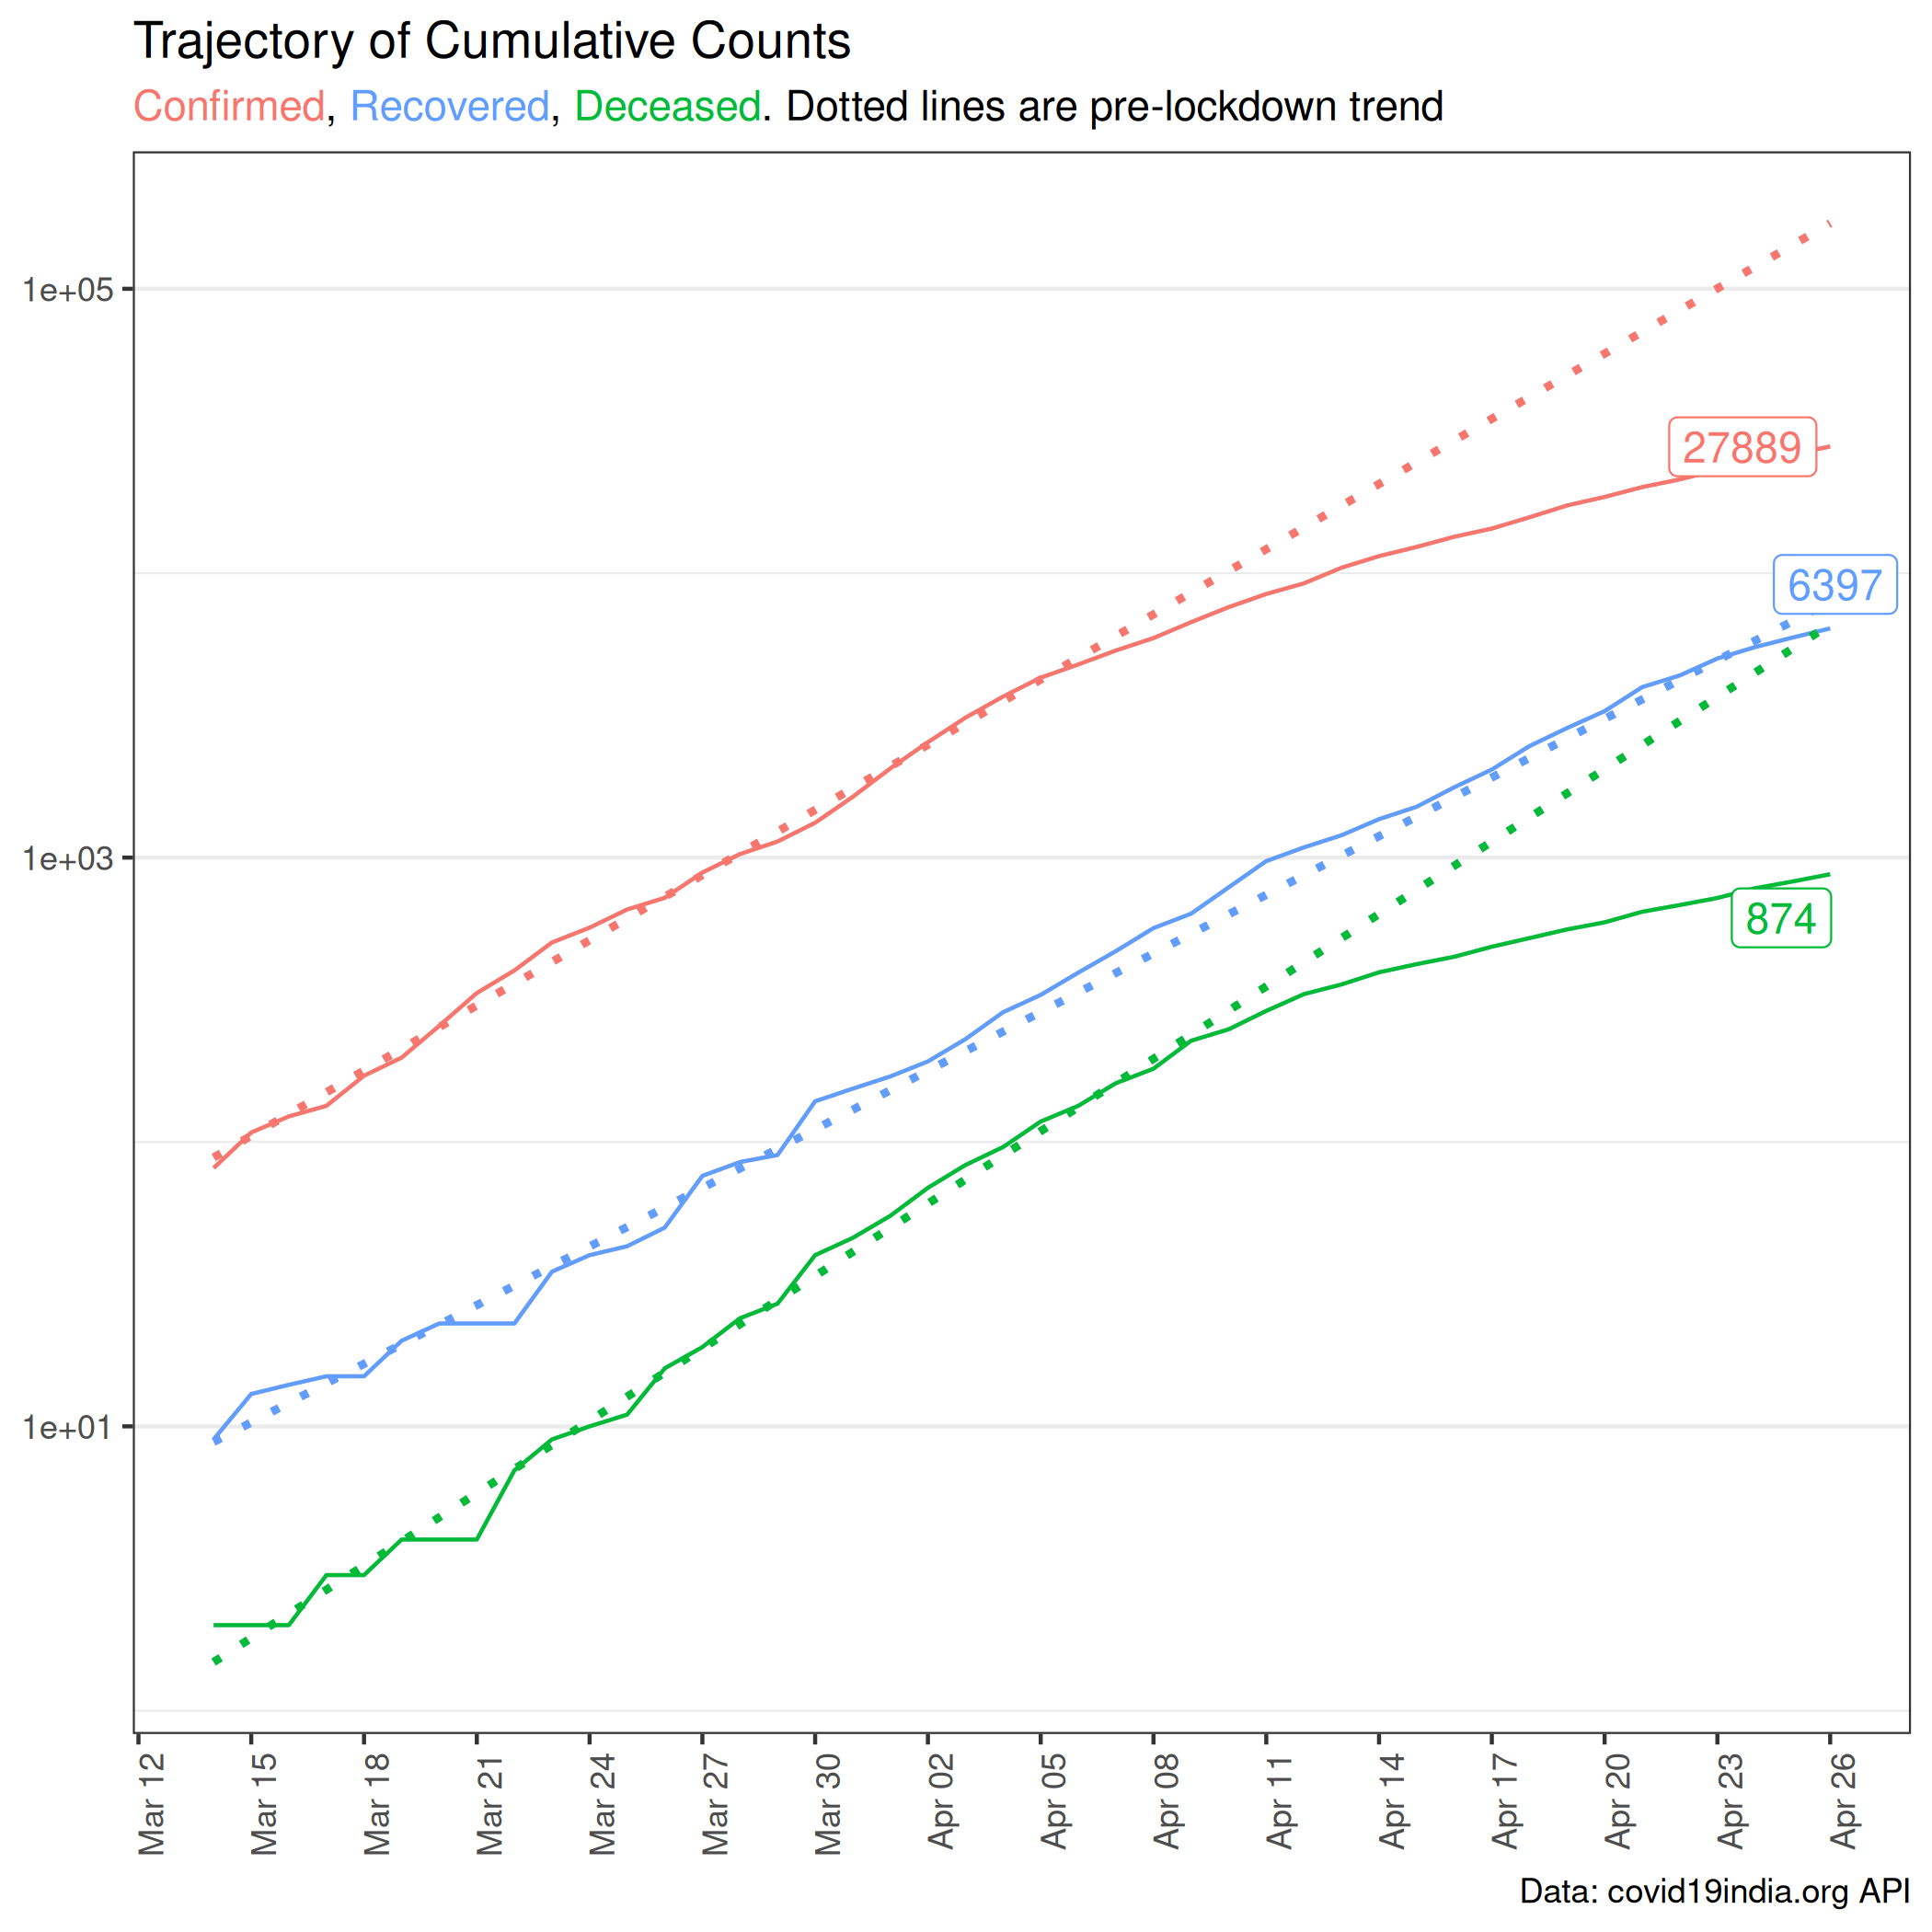 Trajectory of Cumulative Counts
Confirmed, Recovered, Deceased. Dotted lines are pre-lockdown trend
1e+05
27889
6397
1e+03
874
1e+01
Mar 12
Mar 15
Mar 18
Mar 21
Mar 24
Mar 27
Mar 30
Apr 02
Apr 05
Apr 08
Apr 11
Apr 14
Apr 17
Apr 20
Apr 23
Apr 26
Data: covid19india.org API